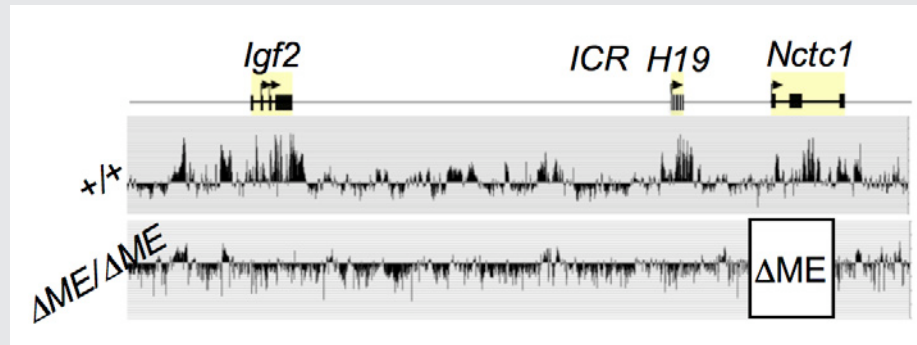 Igf2 ICR H19 Nctc1
+/+
ΔME/ΔME
ΔME